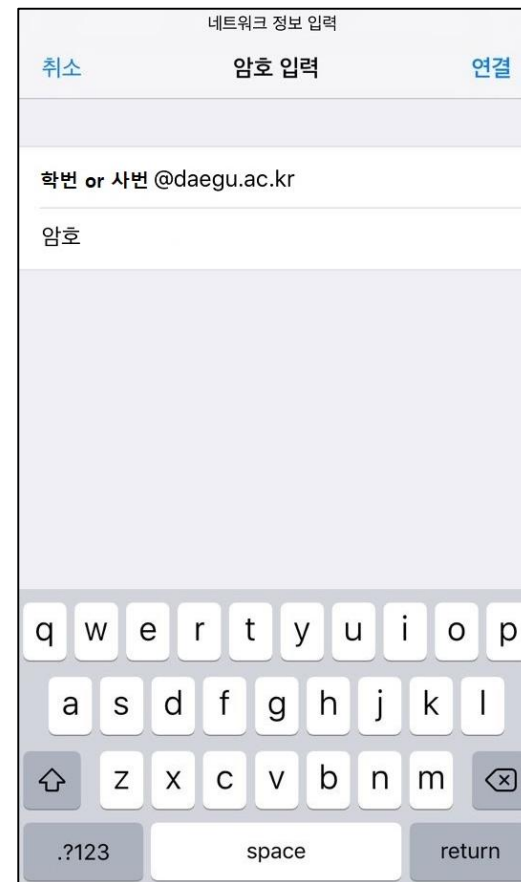 네트워크 정보 입력
취소 암호 입력 연결
학번 or 사번 @daegu.ac.kr
암호
q w e r t y u i o p
a s d f g h j k l
z x c v b n m
.?123 space return